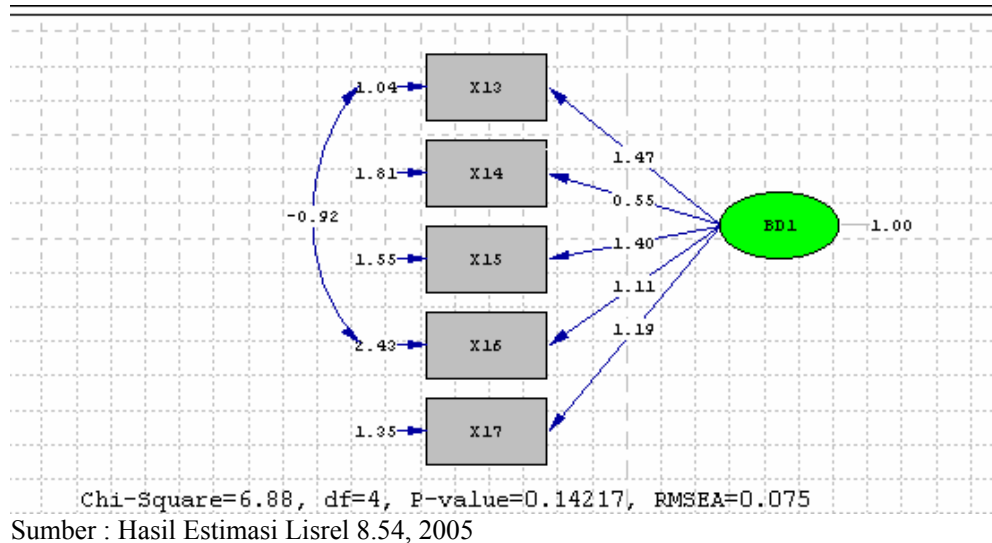 1.04 X13
1.47
1.81 X14
0.55
-0.92
BD1 1.00
1.40
1.55 X15
1.11
1.19
2.43 X16
1.35 X17
Chi-Square=6.88, df=4, P-value=0.14217, RMSEA=0.075
Sumber : Hasil Estimasi Lisrel 8.54, 2005